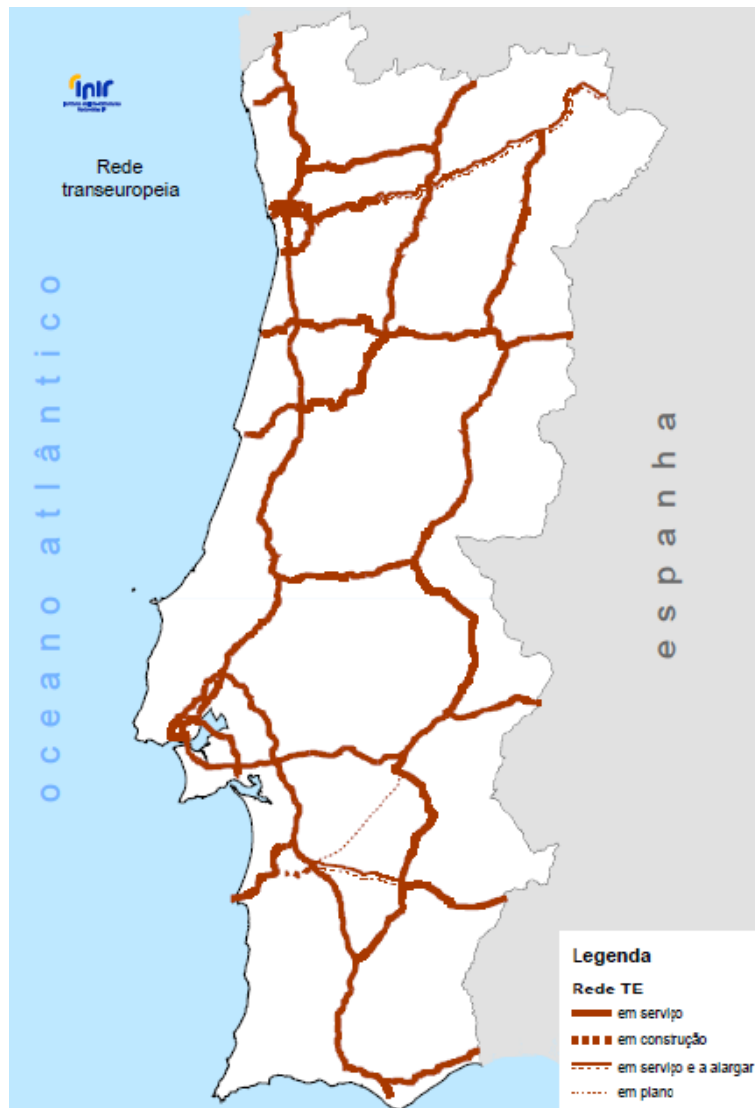 inir
Rede
transeuropeia
oceano atlântico
espanha
Legenda
Rede TE
em serviço
em construção
em serviço e a alargar
em plano